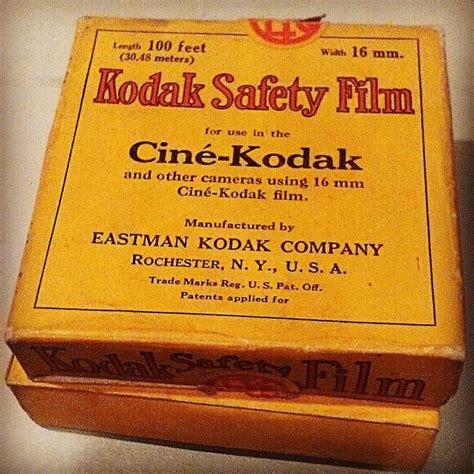 Length 100 feet
(30.48 meters)
Width 16 mm.
Kodak Safety Film
for use in the
Ciné-Kodak
and other cameras using 16 mm
Ciné-Kodak film.
Manufactured by
EASTMAN KODAK COMPANY
ROCHESTER, N. Y., U. S. A.
Trade Marks Reg. U. S. Pat. Off.
Patents applied for
Kodak Safety Film